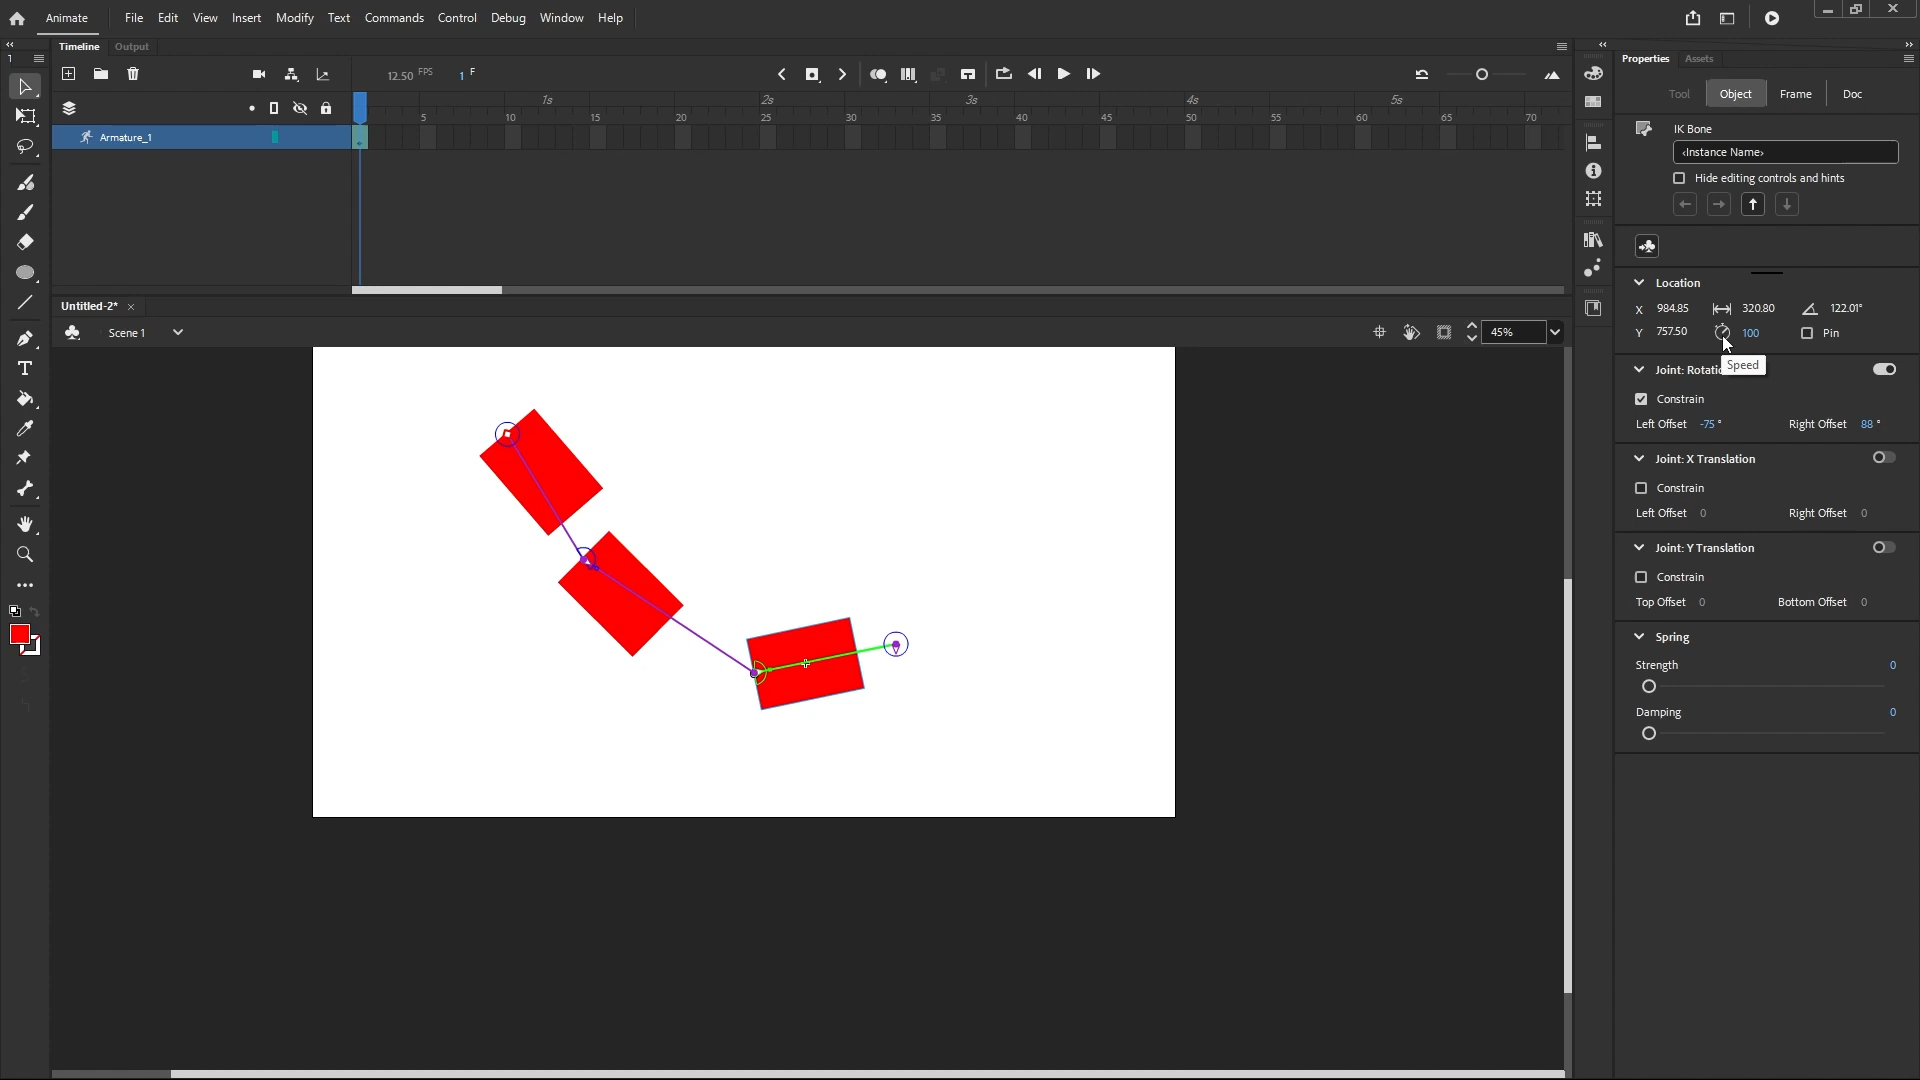 Animate File Edit View Insert Modify Text Commands Control Debug Window Help
Timeline Output
12.50 FPS 1 F
1s 2s 3s 4s 5s
5 10 15 20 25 30 35 40 45 50 55 60 65 70
Armature_1
Untitled-2*
Scene 1 45%
Properties Assets
Tool Object Frame Doc
IK Bone
<Instance Name>
Hide editing controls and hints
Location
X 984.85 320.80 122.01°
Y 757.50 100 Pin
Speed
Joint: Rotatio
Constrain
Left Offset -75 ° Right Offset 88 °
Joint: X Translation
Constrain
Left Offset 0 Right Offset 0
Joint: Y Translation
Constrain
Top Offset 0 Bottom Offset 0
Spring
Strength 0
Damping 0